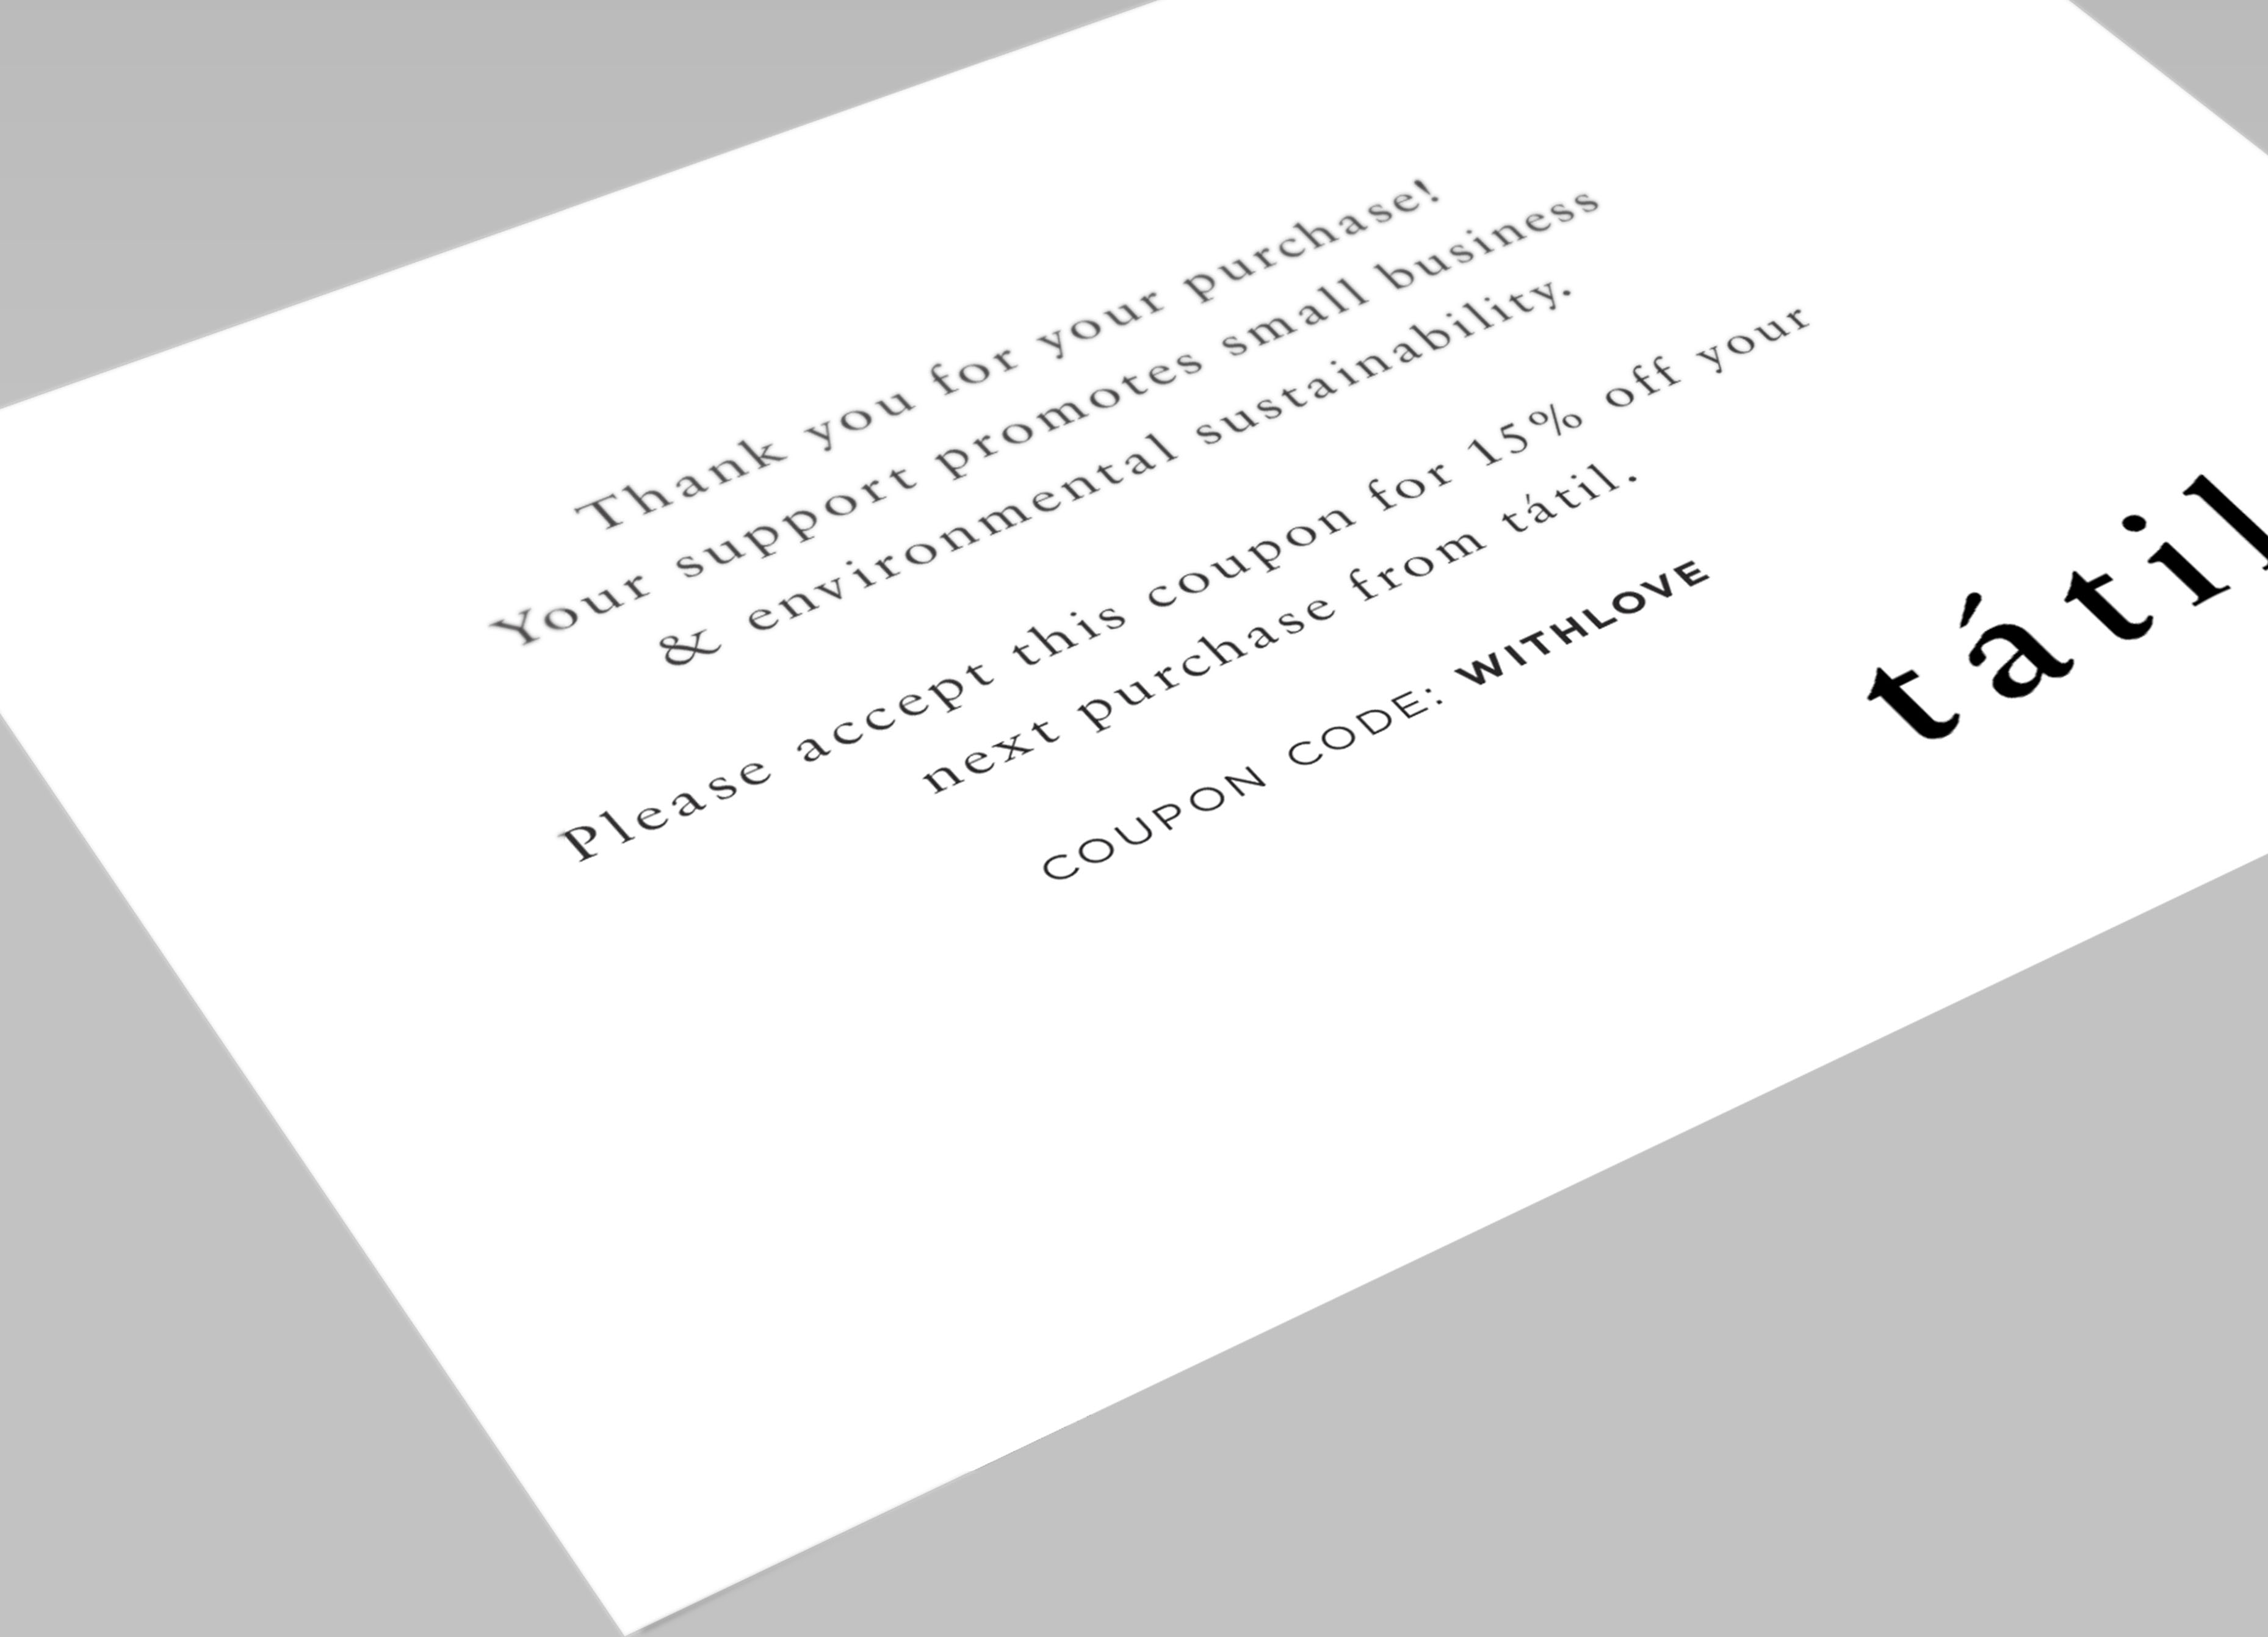 Thank you for your purchase!
Your support promotes small business
& environmental sustainability.
Please accept this coupon for 15% off your
next purchase from tátil.
COUPON CODE: WITHLOVE
tátil